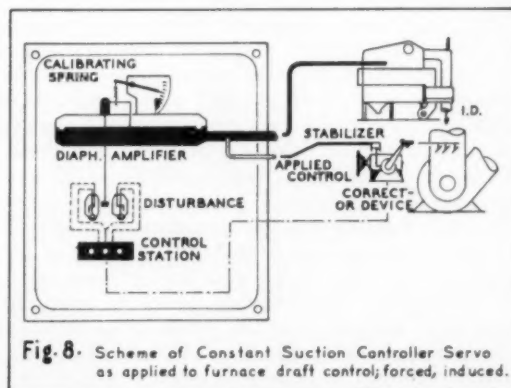 CALIBRATING
SPRING
I.D.
STABILIZER
DIAPH. AMPLIFIER
APPLIED
CONTROL
CORRECT-
OR DEVICE
DISTURBANCE
CONTROL
STATION
Fig. 8. Scheme of Constant Suction Controller Servo
as applied to furnace draft control; forced, induced.